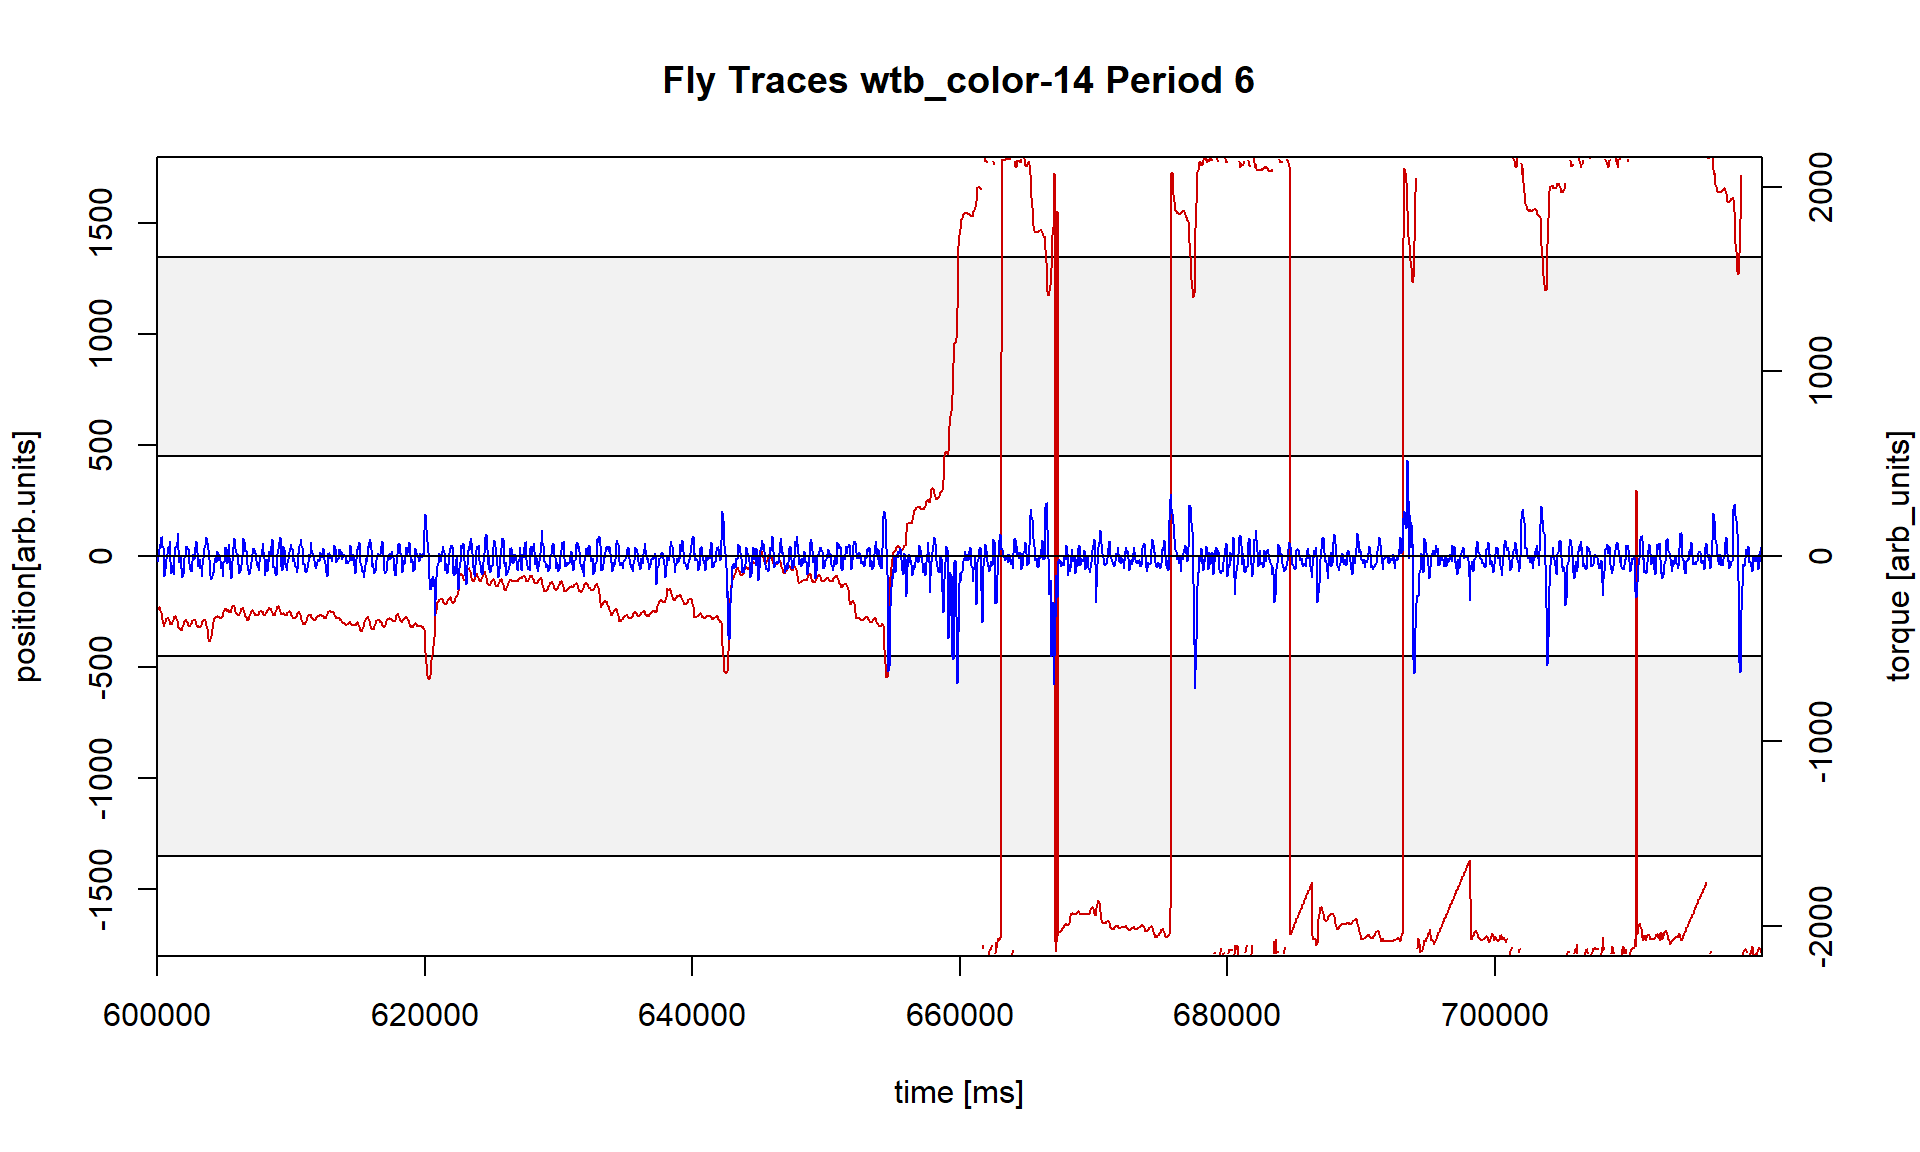 Fly Traces wtb_color-14 Period 6
position[arb.units]
1500
1000
500
0
-500
-1000
-1500
2000
1000
0
-1000
-2000
torque [arb_units]
600000 620000 640000 660000 680000 700000
time [ms]